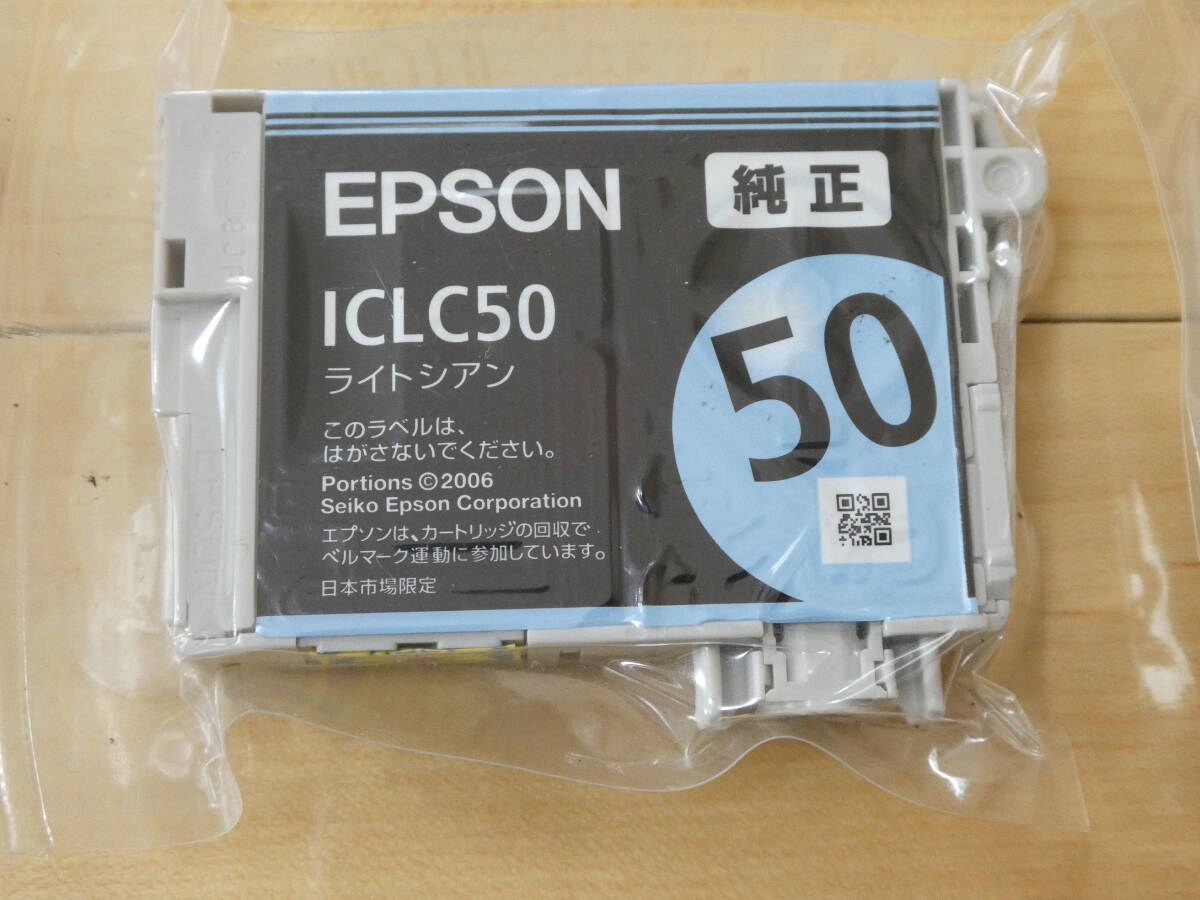 EPSON
純正
ICLC50
ライトシアン
50
このラベルは、
はがさないでください。
Portions ©2006
Seiko Epson Corporation
エプソンは、カートリッジの回収で
ベルマーク運動に参加しています。
日本市場限定
EPSON